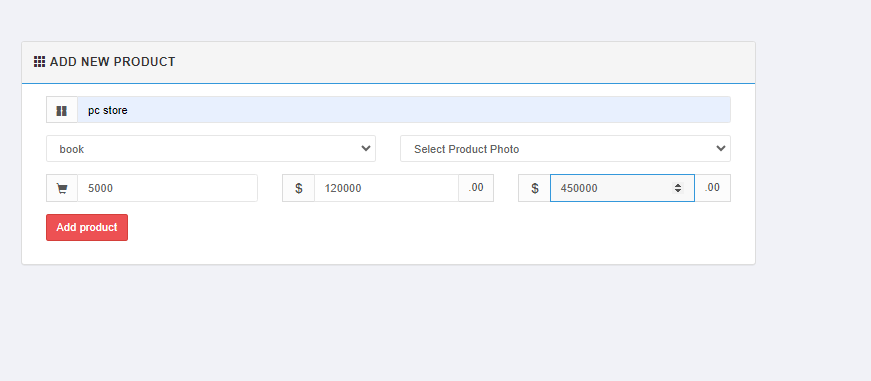 ADD NEW PRODUCT
pc store
book Select Product Photo
5000 $ 120000 .00 $ 450000 .00
Add product